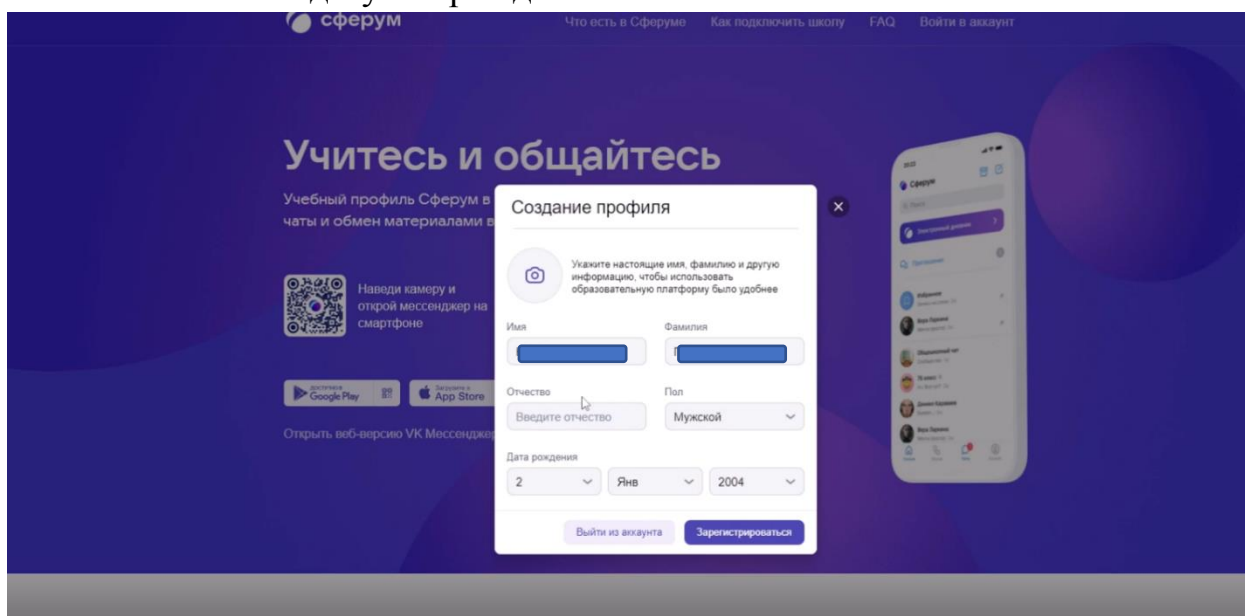 сферум
Что есть в Сферуме Как подключить школу FAQ Войти в аккаунт
Учитесь и общайтесь
Учебный профиль Сферум в
чаты и обмен материалами в
Наведи камеру и
открой мессенджер на
смартфоне
Google Play
Загрузите в
App Store
Открыть веб-версию VK Мессендже
Создание профиля
Укажите настоящие имя, фамилию и другую
информацию, чтобы использовать
образовательную платформу было удобнее
Имя Фамилия
Отчество Пол
Введите отчество Мужской
Дата рождения
2 Янв 2004
Выйти из аккаунта Зарегистрироваться
Сферум